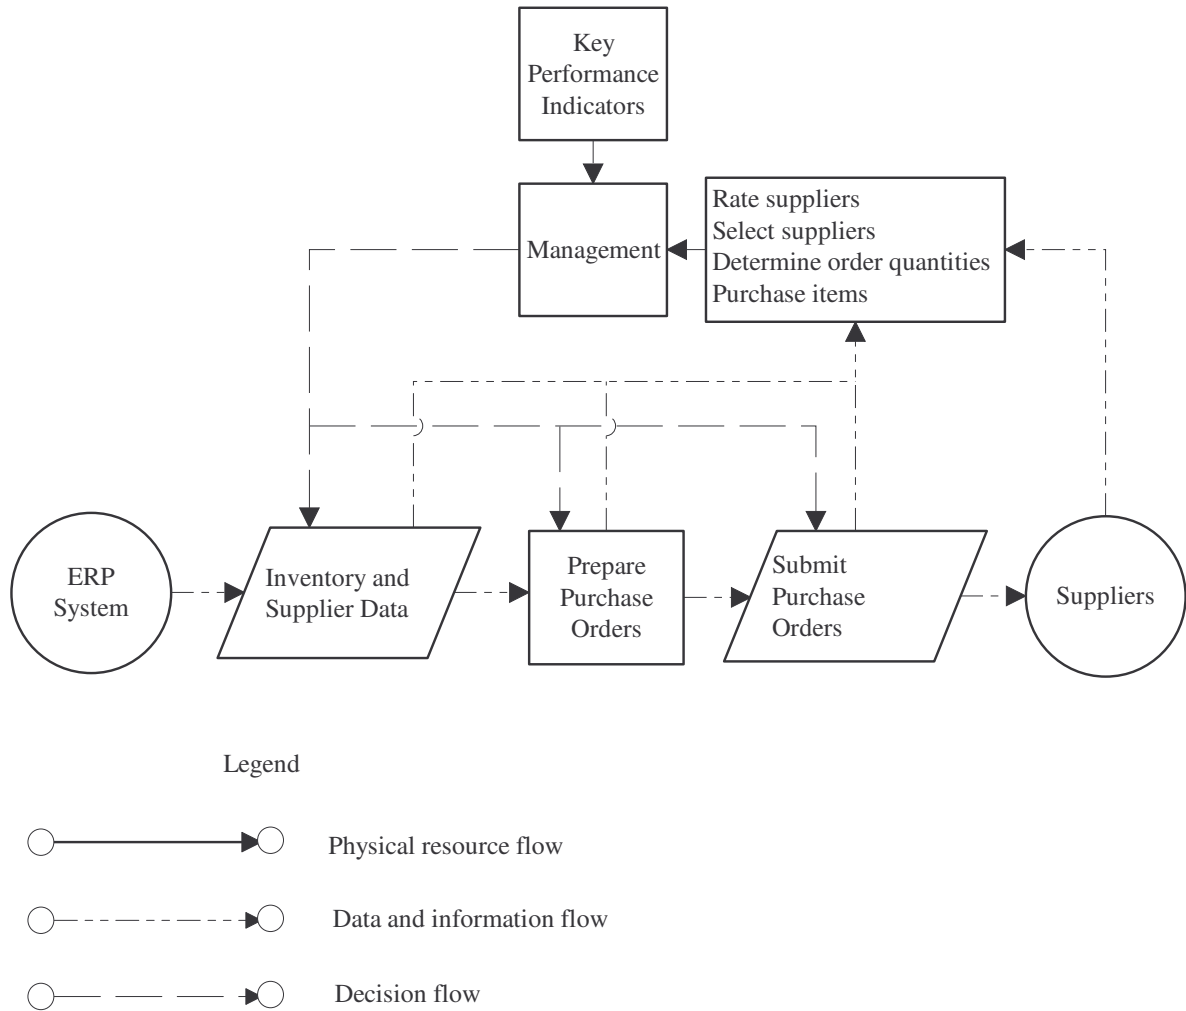 Key
Performance
Indicators
Management
Rate suppliers
Select suppliers
Determine order quantities
Purchase items
ERP
System
Inventory and
Supplier Data
Prepare
Purchase
Orders
Submit
Purchase
Orders
Suppliers
Legend
Physical resource flow
Data and information flow
Decision flow